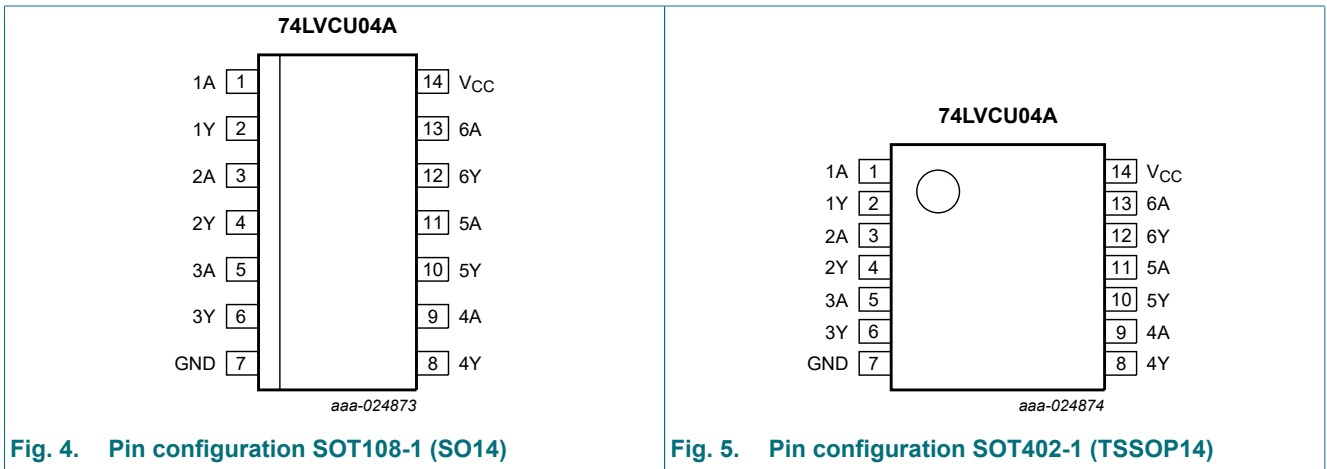 74LVCU04A
1A 1 14 VCC
1Y 2 13 6A
2A 3 12 6Y
2Y 4 11 5A
3A 5 10 5Y
3Y 6 9 4A
GND 7 8 4Y
aaa-024873
Fig. 4. Pin configuration SOT108-1 (SO14)
74LVCU04A
1A 1 14 VCC
1Y 2 13 6A
2A 3 12 6Y
2Y 4 11 5A
3A 5 10 5Y
3Y 6 9 4A
GND 7 8 4Y
aaa-024874
Fig. 5. Pin configuration SOT402-1 (TSSOP14)